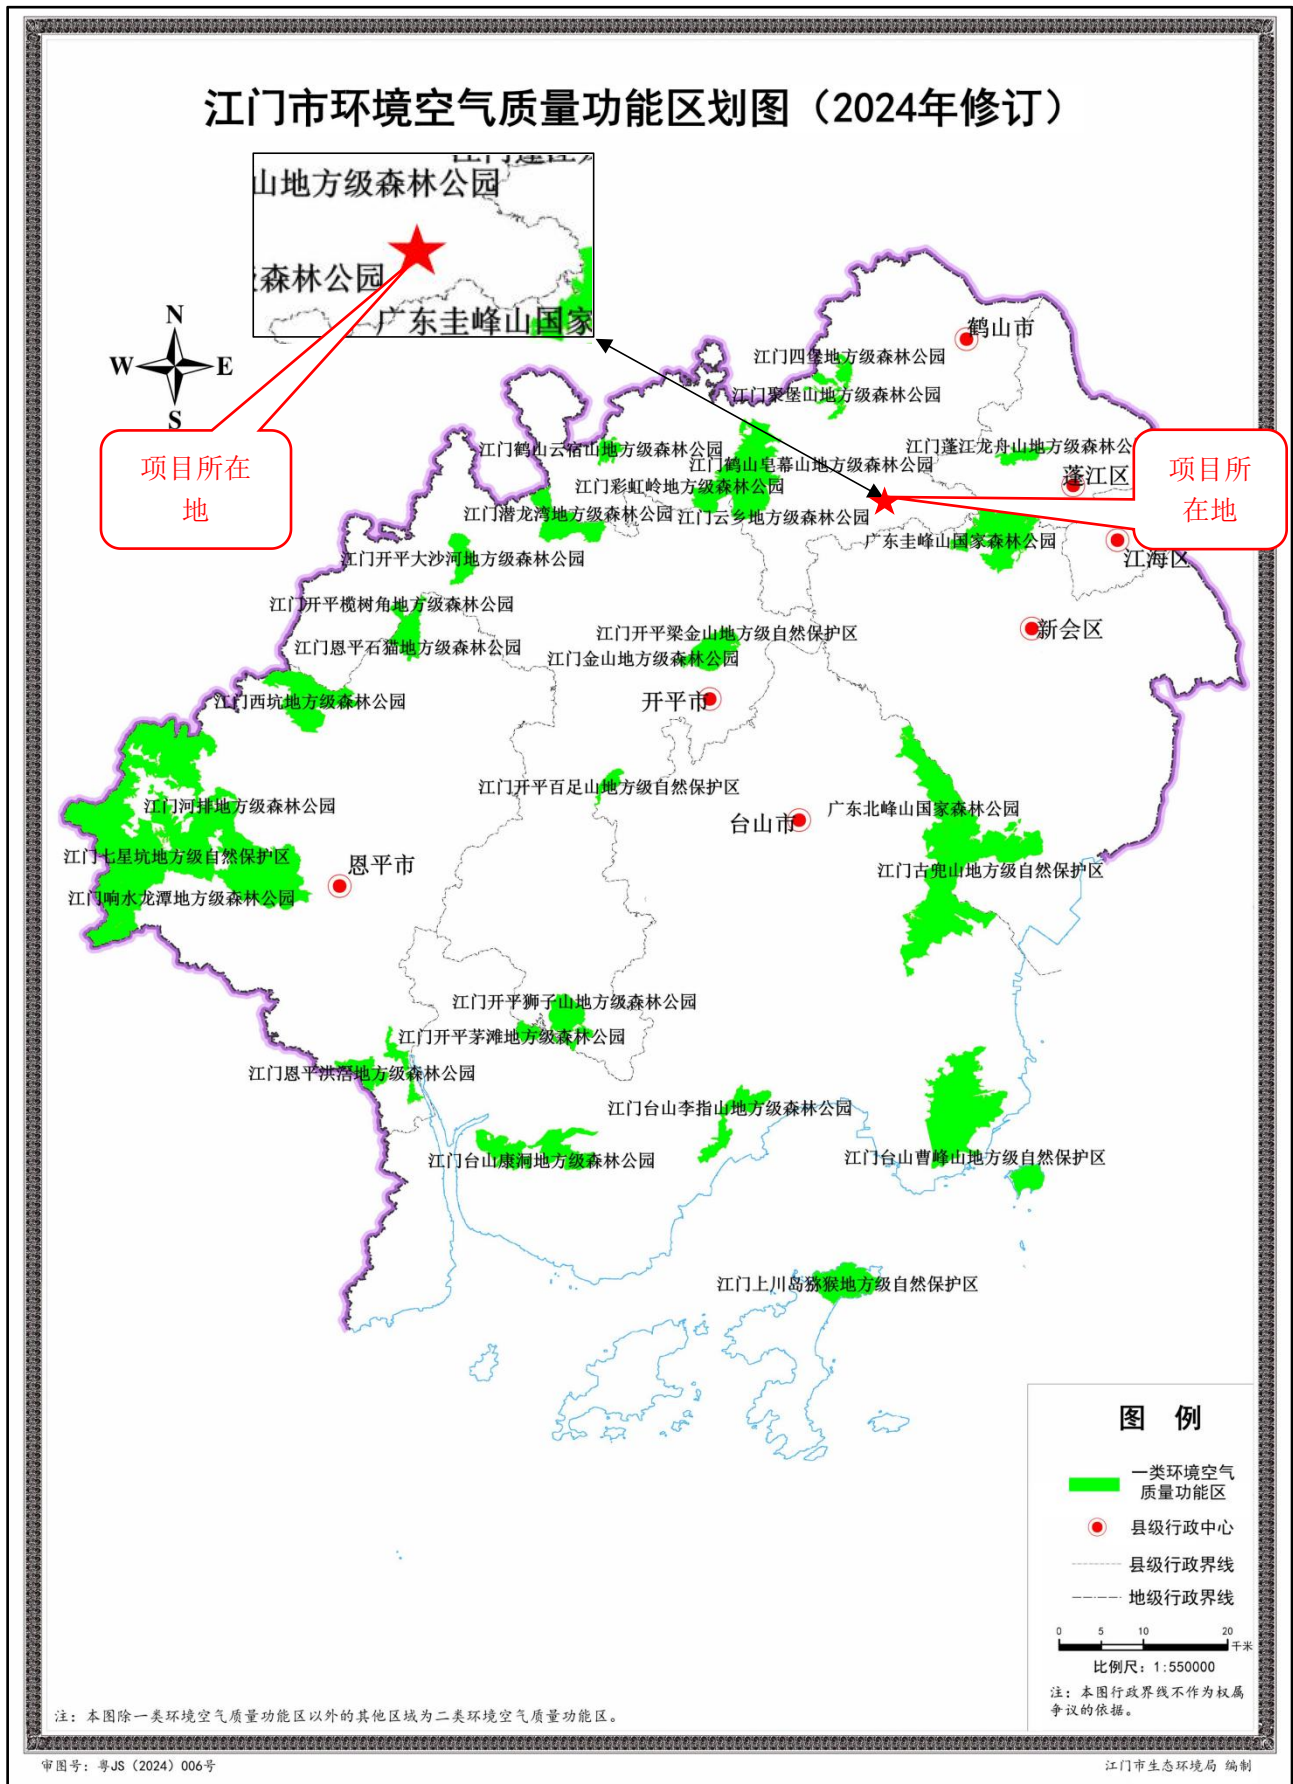 江门市环境空气质量功能区划图（2024年修订）
山地方级森林公园
森林公园
广东圭峰山国家
N
W
E
S
项目所在
地
鹤山市
江门四堡地方级森林公园
江门聚堡山地方级森林公园
江门鹤山云宿山地方级森林公园
江门蓬江龙舟山地方级森林公
江门鹤山皂幕山地方级森林公园
蓬江区
项目所
在地
江门彩虹岭地方级森林公园
江门潜龙湾地方级森林公园
江门云乡地方级森林公园
广东圭峰山国家森林公园
江海区
江门开平大沙河地方级森林公园
江门开平榄树角地方级森林公园
新会区
江门开平梁金山地方级自然保护区
江门恩平石猫地方级森林公园
江门金山地方级森林公园
江门西坑地方级森林公园
开平市
江门开平百足山地方级自然保护区
江门河排地方级森林公园
广东北峰山国家森林公园
台山市
江门七星坑地方级自然保护区
恩平市
江门古兜山地方级自然保护区
江门响水龙潭地方级森林公园
江门开平狮子山地方级森林公园
江门开平茅滩地方级森林公园
江门恩平洪滘地方级森林公园
江门台山李指山地方级森林公园
江门台山康洞地方级森林公园
江门台山曹峰山地方级自然保护区
江门上川岛猕猴地方级自然保护区
图 例
一类环境空气
质量功能区
县级行政中心
县级行政界线
地级行政界线
0 5 10 20
千米
比例尺：1:550000
注：本图行政界线不作为权属
争议的依据。
注：本图除一类环境空气质量功能区以外的其他区域为二类环境空气质量功能区。
审图号：粤JS（2024）006号
江门市生态环境局 编制